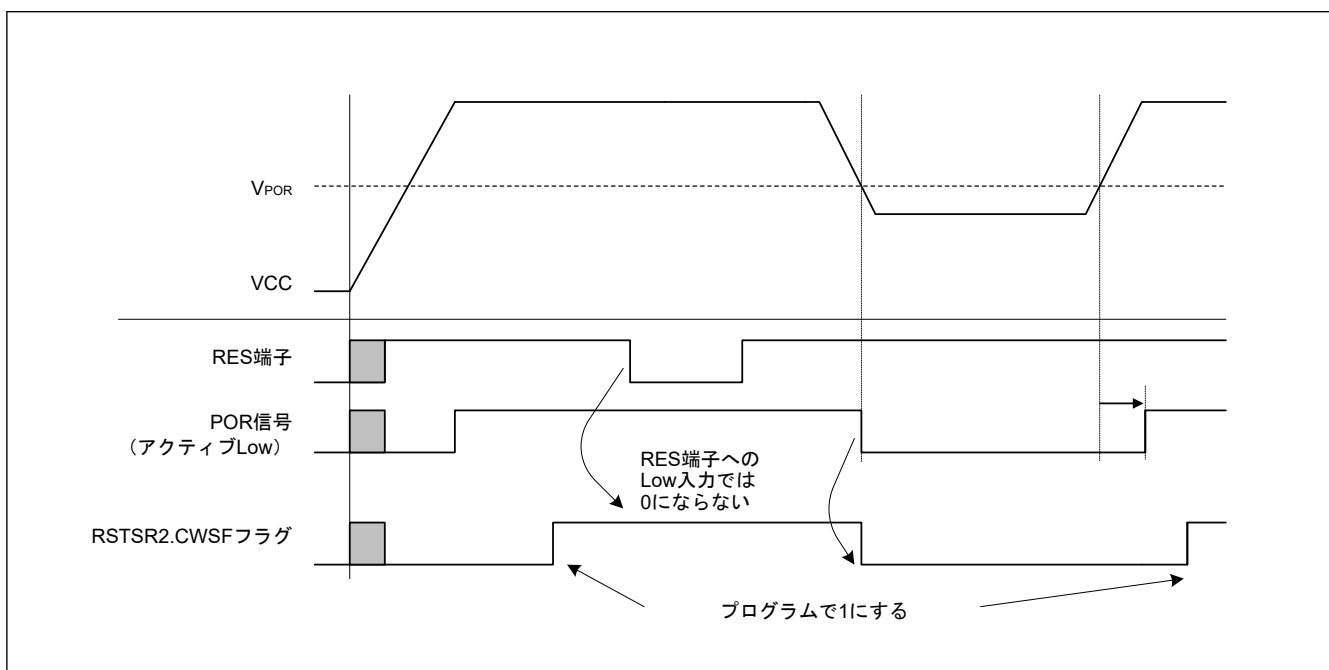 VPOR
VCC
RES端子
POR信号
（アクティブLow）
RES端子への
Low入力では
0にならない
RSTSR2.CWSFフラグ
プログラムで1にする